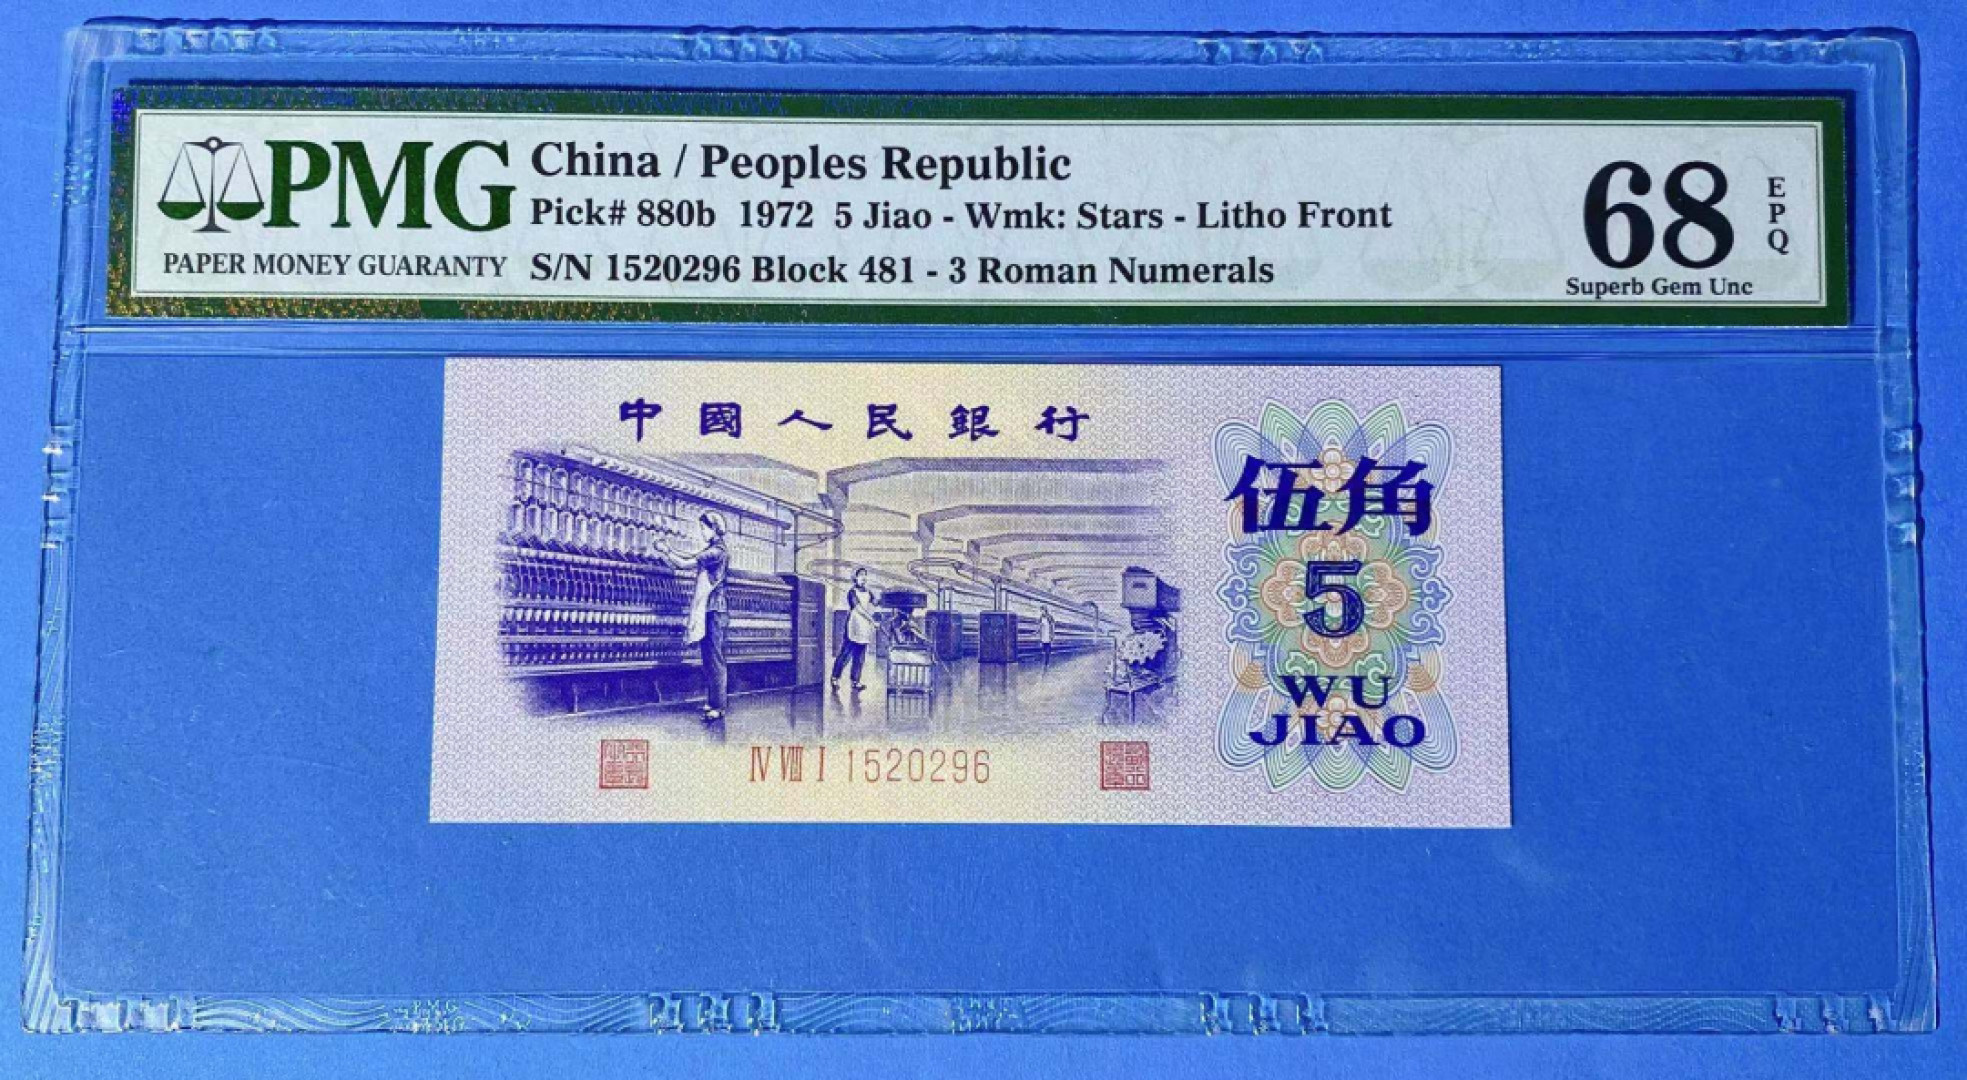 PMG
PAPER MONEY GUARANTY
China / Peoples Republic
Pick# 880b 1972 5 Jiao - Wmk: Stars - Litho Front
S/N 1520296 Block 481 - 3 Roman Numerals
68
EPQ
Superb Gem Unc
中國人民銀行
伍角
5
WU
JIAO
Ⅳ Ⅷ Ⅰ 1520296